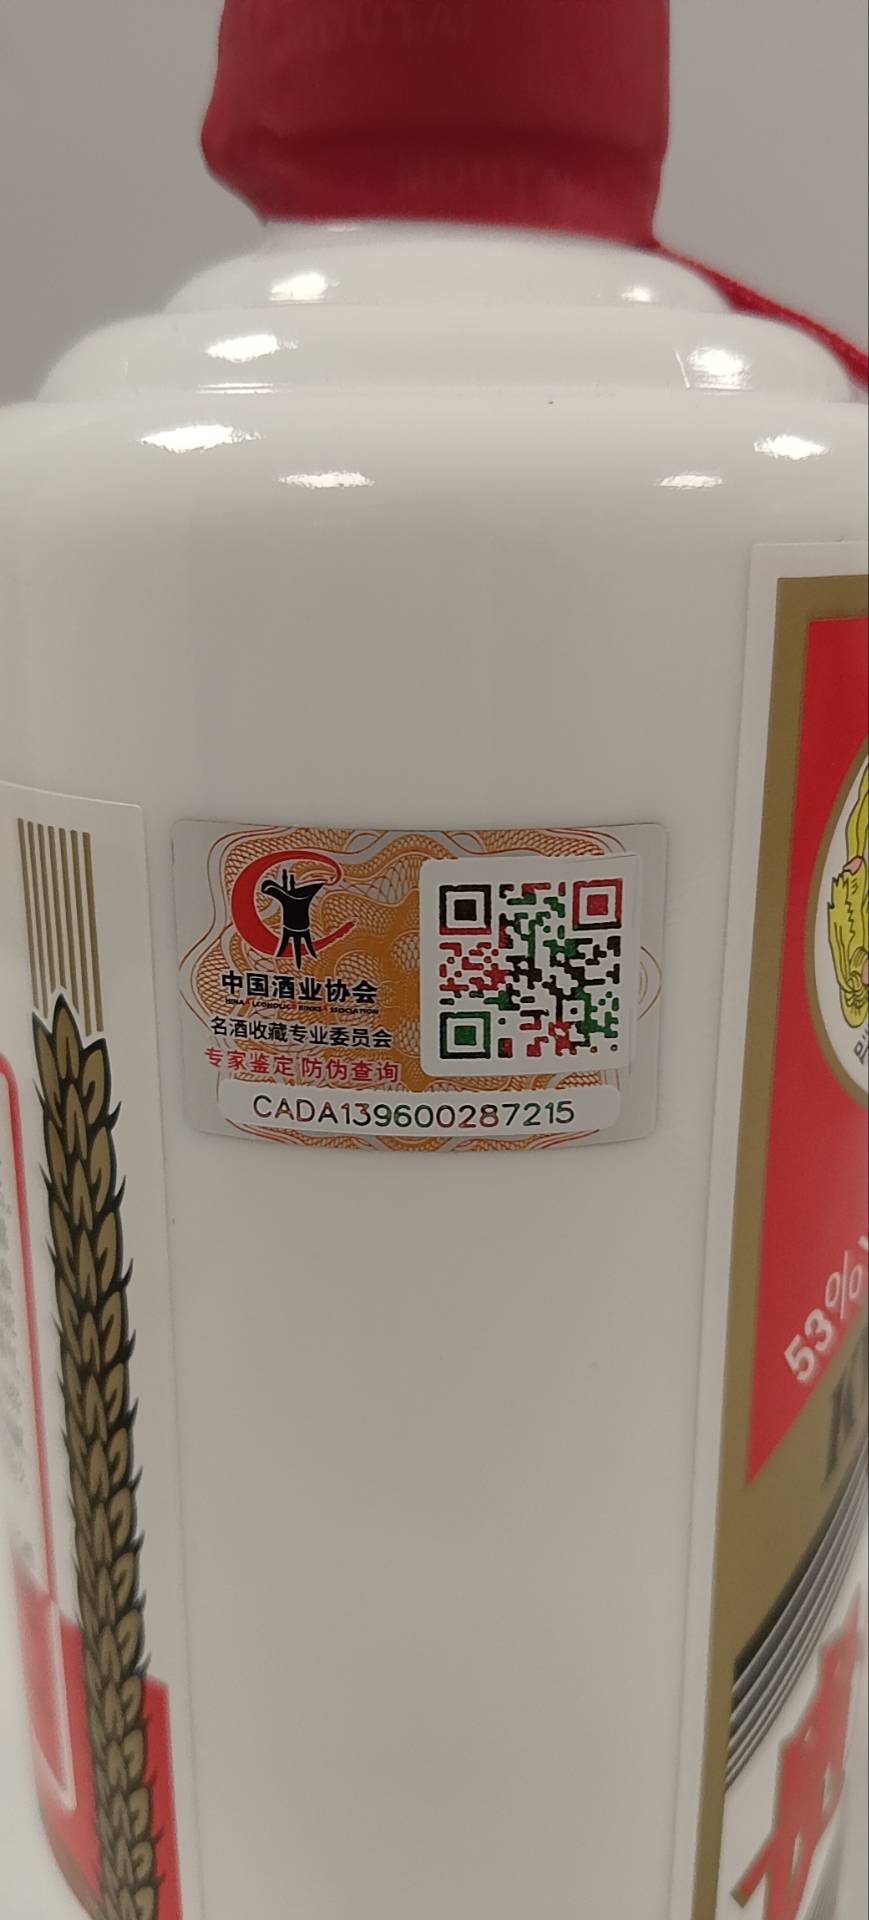 MOUTAI
中国酒业协会
名酒收藏专业委员会
专家鉴定 防伪查询
CADA139600287215
53%